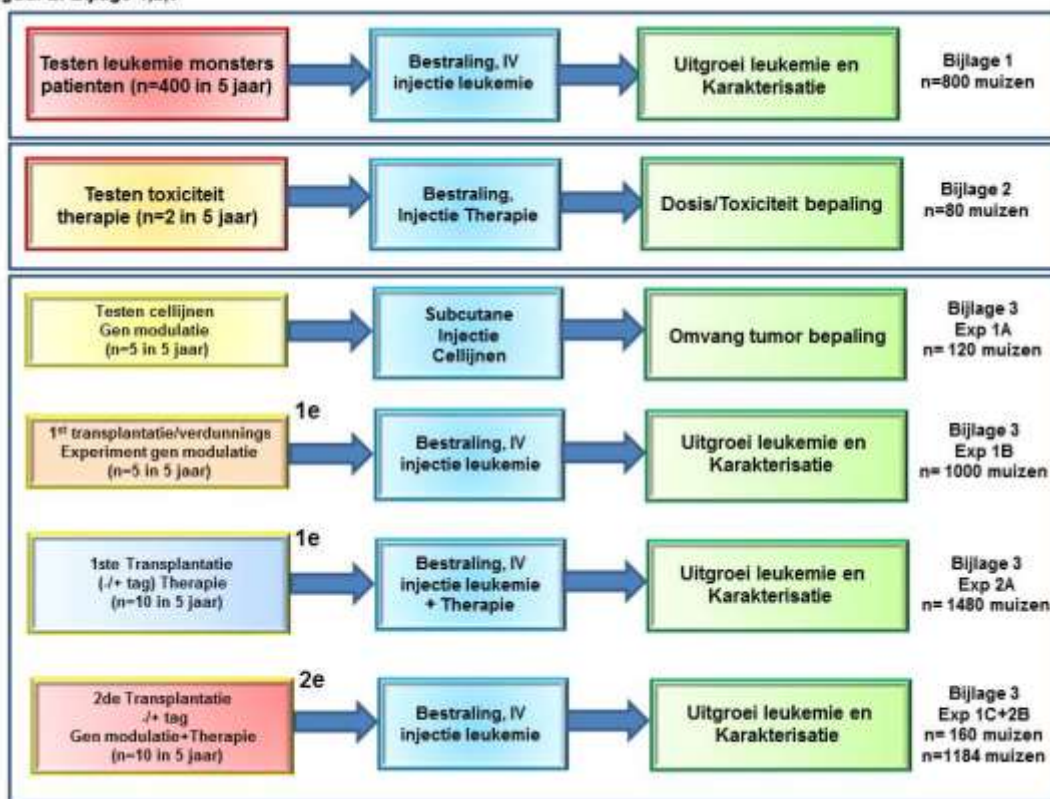 Testen leukemie monsters
patienten (n=400 in 5 jaar)
Bestraling, IV
injectie leukemie
Uitgroei leukemie en
Karakterisatie
Bijlage 1
n=800 muizen
Testen toxiciteit
therapie (n=2 in 5 jaar)
Bestraling,
Injectie Therapie
Dosis/Toxiciteit bepaling
Bijlage 2
n=80 muizen
Testen cellijnen
Gen modulatie
(n=5 in 5 jaar)
Subcutane
Injectie
Cellijnen
Omvang tumor bepaling
Bijlage 3
Exp 1A
n= 120 muizen
1e
1st transplantatie/verdunnings
Experiment gen modulatie
(n=5 in 5 jaar)
Bestraling, IV
injectie leukemie
Uitgroei leukemie en
Karakterisatie
Bijlage 3
Exp 1B
n= 1000 muizen
1e
1ste Transplantatie
(-/+ tag) Therapie
(n=10 in 5 jaar)
Bestraling, IV
injectie leukemie
+ Therapie
Uitgroei leukemie en
Karakterisatie
Bijlage 3
Exp 2A
n= 1480 muizen
2e
2de Transplantatie
-/+ tag
Gen modulatie+Therapie
(n=10 in 5 jaar)
Bestraling, IV
injectie leukemie
Uitgroei leukemie en
Karakterisatie
Bijlage 3
Exp 1C+2B
n= 160 muizen
n=1184 muizen